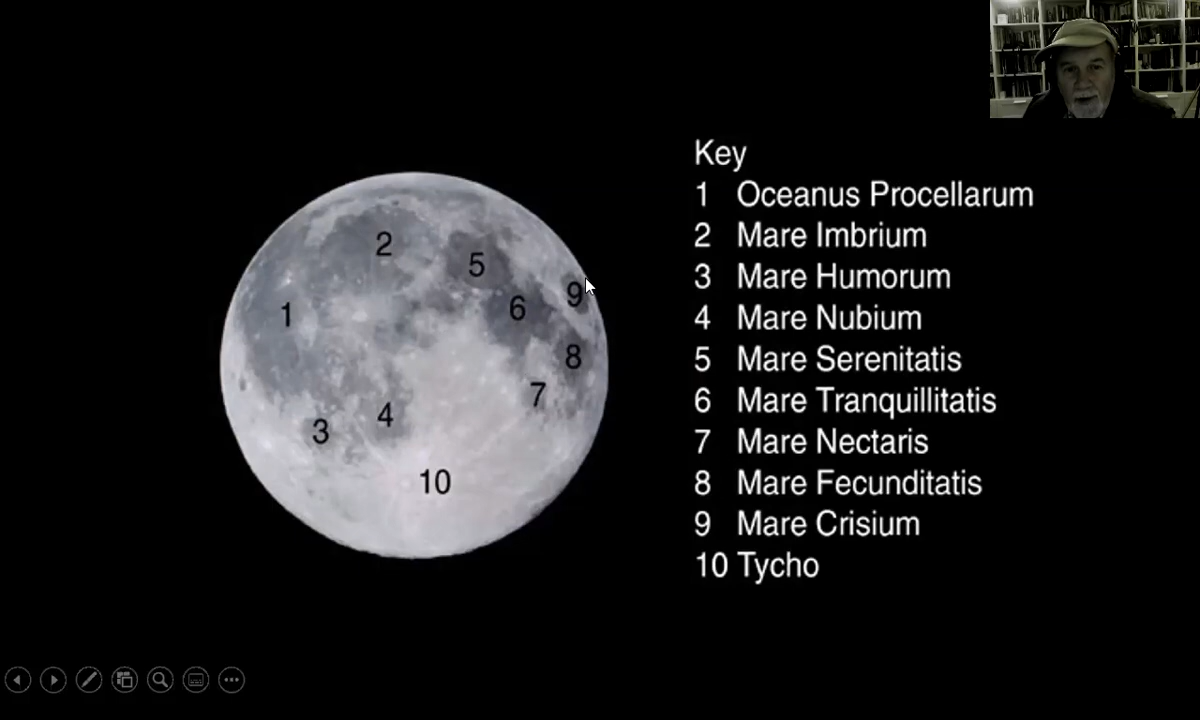 Key
1 Oceanus Procellarum
2 Mare Imbrium
3 Mare Humorum
4 Mare Nubium
5 Mare Serenitatis
6 Mare Tranquillitatis
7 Mare Nectaris
8 Mare Fecunditatis
9 Mare Crisium
10 Tycho
2
5
9
6
1
8
7
4
3
10